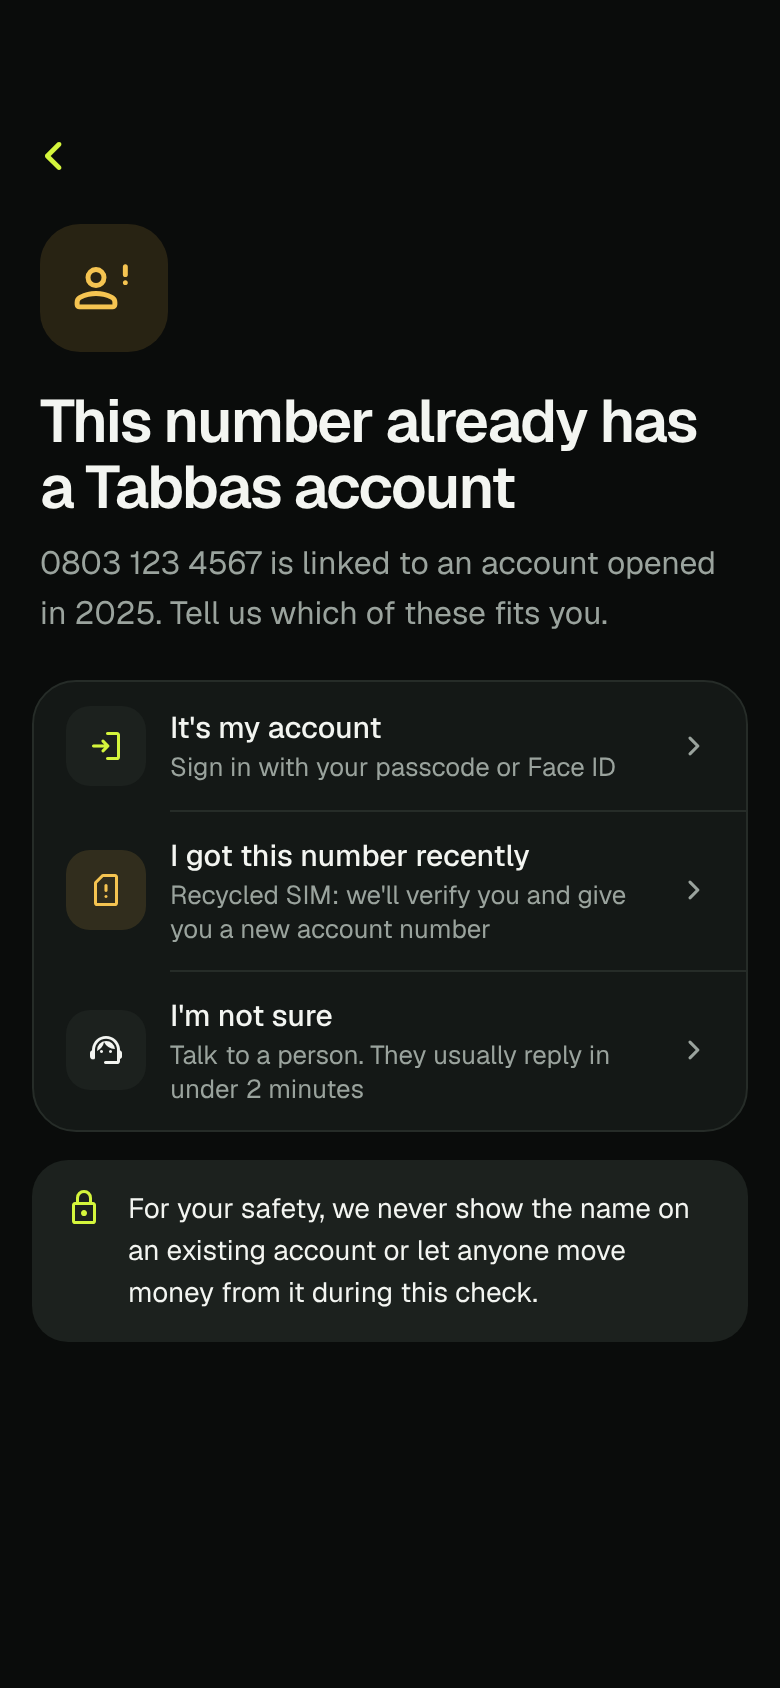 This number already has
a Tabbas account
0803 123 4567 is linked to an account opened
in 2025. Tell us which of these fits you.
It's my account
Sign in with your passcode or Face ID
I got this number recently
Recycled SIM: we'll verify you and give
you a new account number
I'm not sure
Talk to a person. They usually reply in
under 2 minutes
For your safety, we never show the name on
an existing account or let anyone move
money from it during this check.